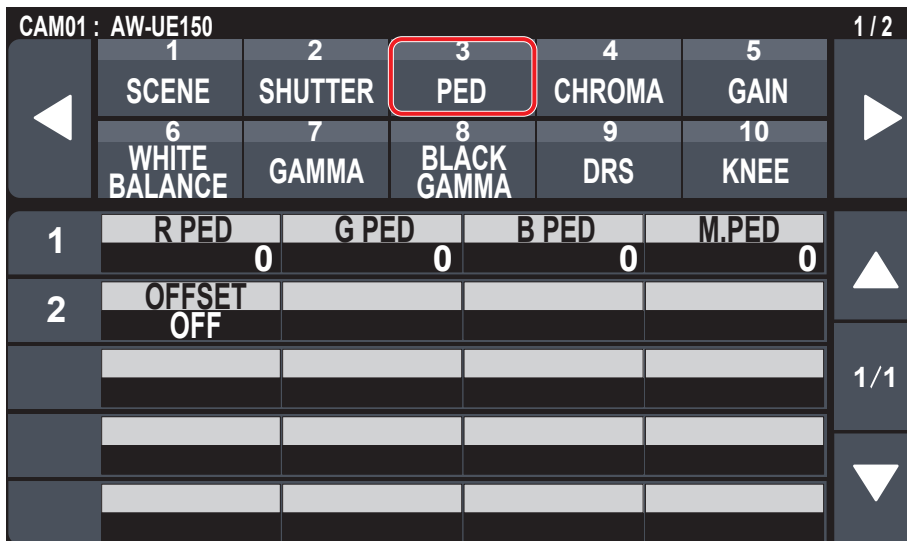 CAM01 : AW-UE150 1 / 2
1 2 3 4 5
SCENE SHUTTER PED CHROMA GAIN
6 7 8 9 10
WHITE BALANCE GAMMA BLACK GAMMA DRS KNEE
1 R PED G PED B PED M.PED
0 0 0 0
2 OFFSET
OFF
1/1